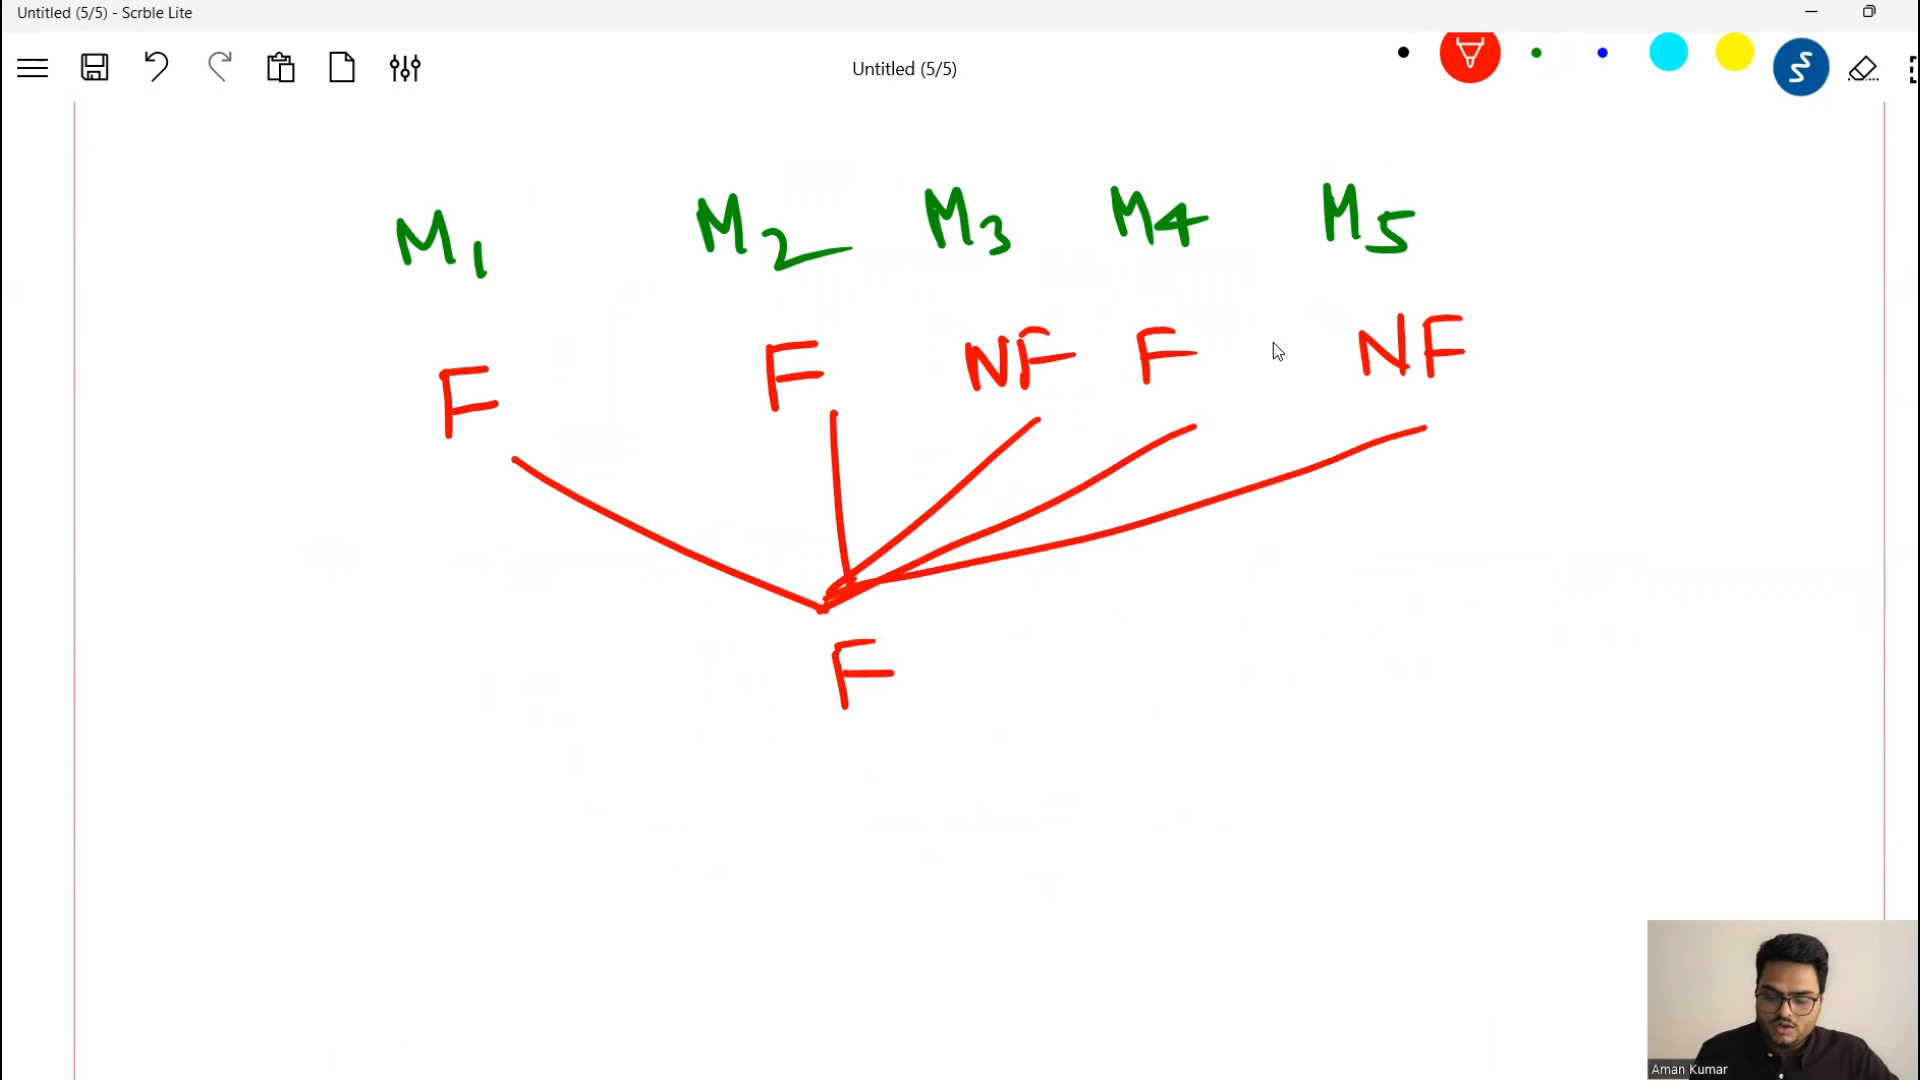 Untitled (5/5) - Scrble Lite
Untitled (5/5)
M1 M2 M3 M4 M5
F F NF F NF
F
Aman Kumar